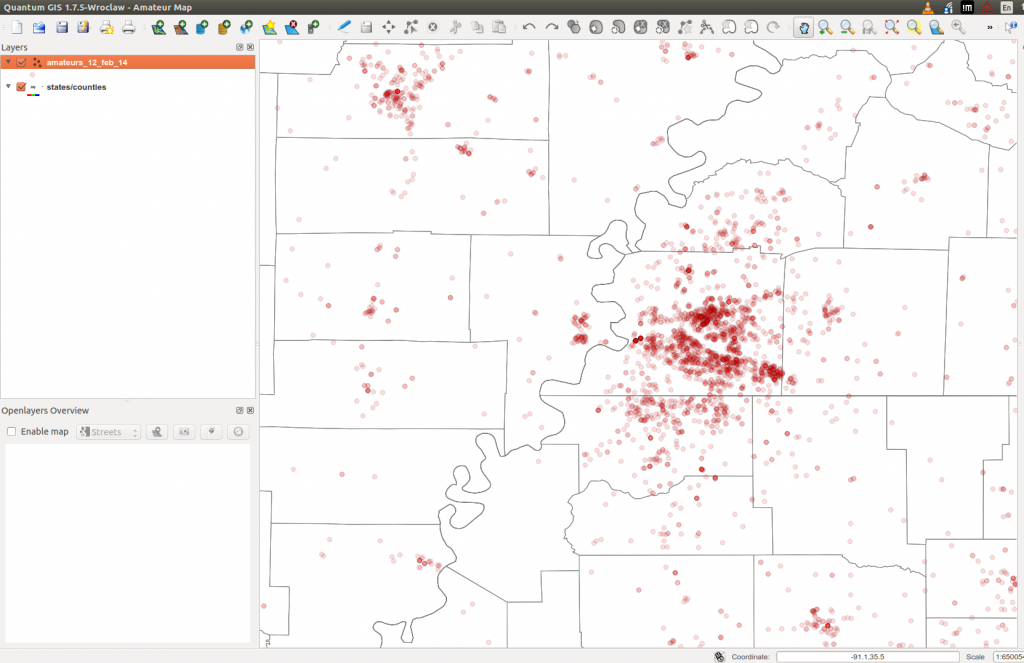 Quantum GIS 1.7.5-Wroclaw - Amateur Map
En
Layers
amateurs_12_feb_14
states/counties
Openlayers Overview
Enable map
Streets
Coordinate:
-91.1,35.5
Scale
1:65005